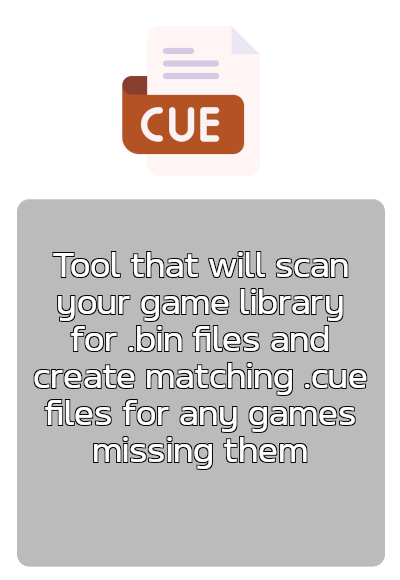 CUE
Tool that will scan
your game library
for .bin files and
create matching .cue
files for any games
missing them